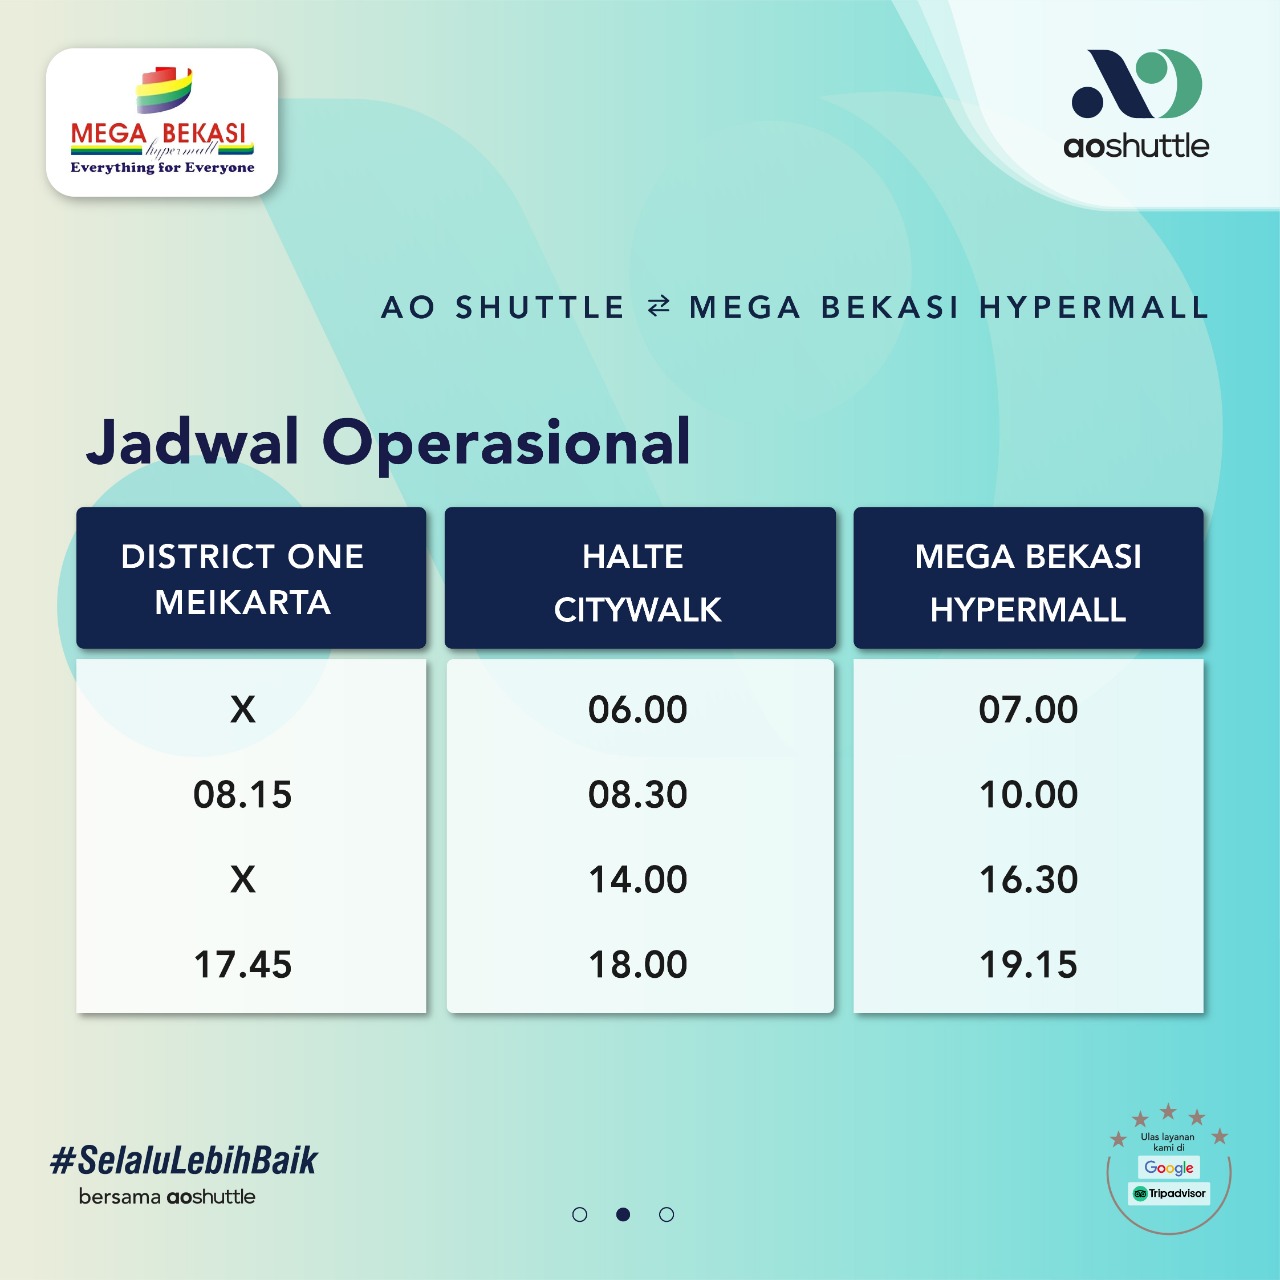 MEGA BEKASI
hypermall
Everything for Everyone
aoshuttle
AO SHUTTLE ⇄ MEGA BEKASI HYPERMALL
Jadwal Operasional
DISTRICT ONE
MEIKARTA
HALTE
CITYWALK
MEGA BEKASI
HYPERMALL
X 06.00 07.00
08.15 08.30 10.00
X 14.00 16.30
17.45 18.00 19.15
#SelaluLebihBaik
bersama aoshuttle
Ulas layanan
kami di
Google
Tripadvisor